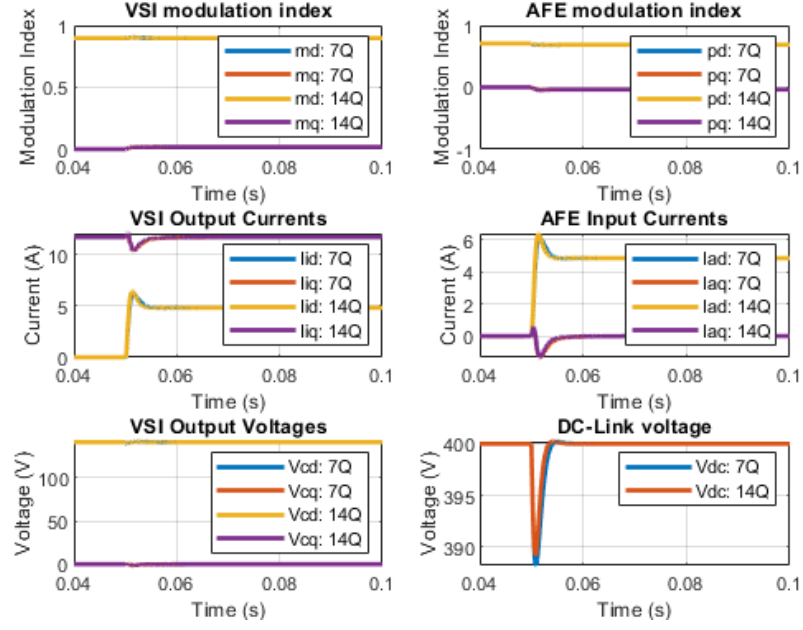 VSI modulation index
Modulation Index
1
0.5
0
md: 7Q
mq: 7Q
md: 14Q
mq: 14Q
0.04
0.06
0.08
0.1
Time (s)
AFE modulation index
Modulation Index
1
0
-1
pd: 7Q
pq: 7Q
pd: 14Q
pq: 14Q
0.04
0.06
0.08
0.1
Time (s)
VSI Output Currents
Current (A)
10
5
0
Iid: 7Q
Iiq: 7Q
Iid: 14Q
Iiq: 14Q
0.04
0.06
0.08
0.1
Time (s)
AFE Input Currents
Current (A)
6
4
2
0
Iad: 7Q
Iaq: 7Q
Iad: 14Q
Iaq: 14Q
0.04
0.06
0.08
0.1
Time (s)
VSI Output Voltages
Voltage (V)
100
50
0
Vcd: 7Q
Vcq: 7Q
Vcd: 14Q
Vcq: 14Q
0.04
0.06
0.08
0.1
Time (s)
DC-Link voltage
Voltage (V)
400
395
390
Vdc: 7Q
Vdc: 14Q
0.04
0.06
0.08
0.1
Time (s)